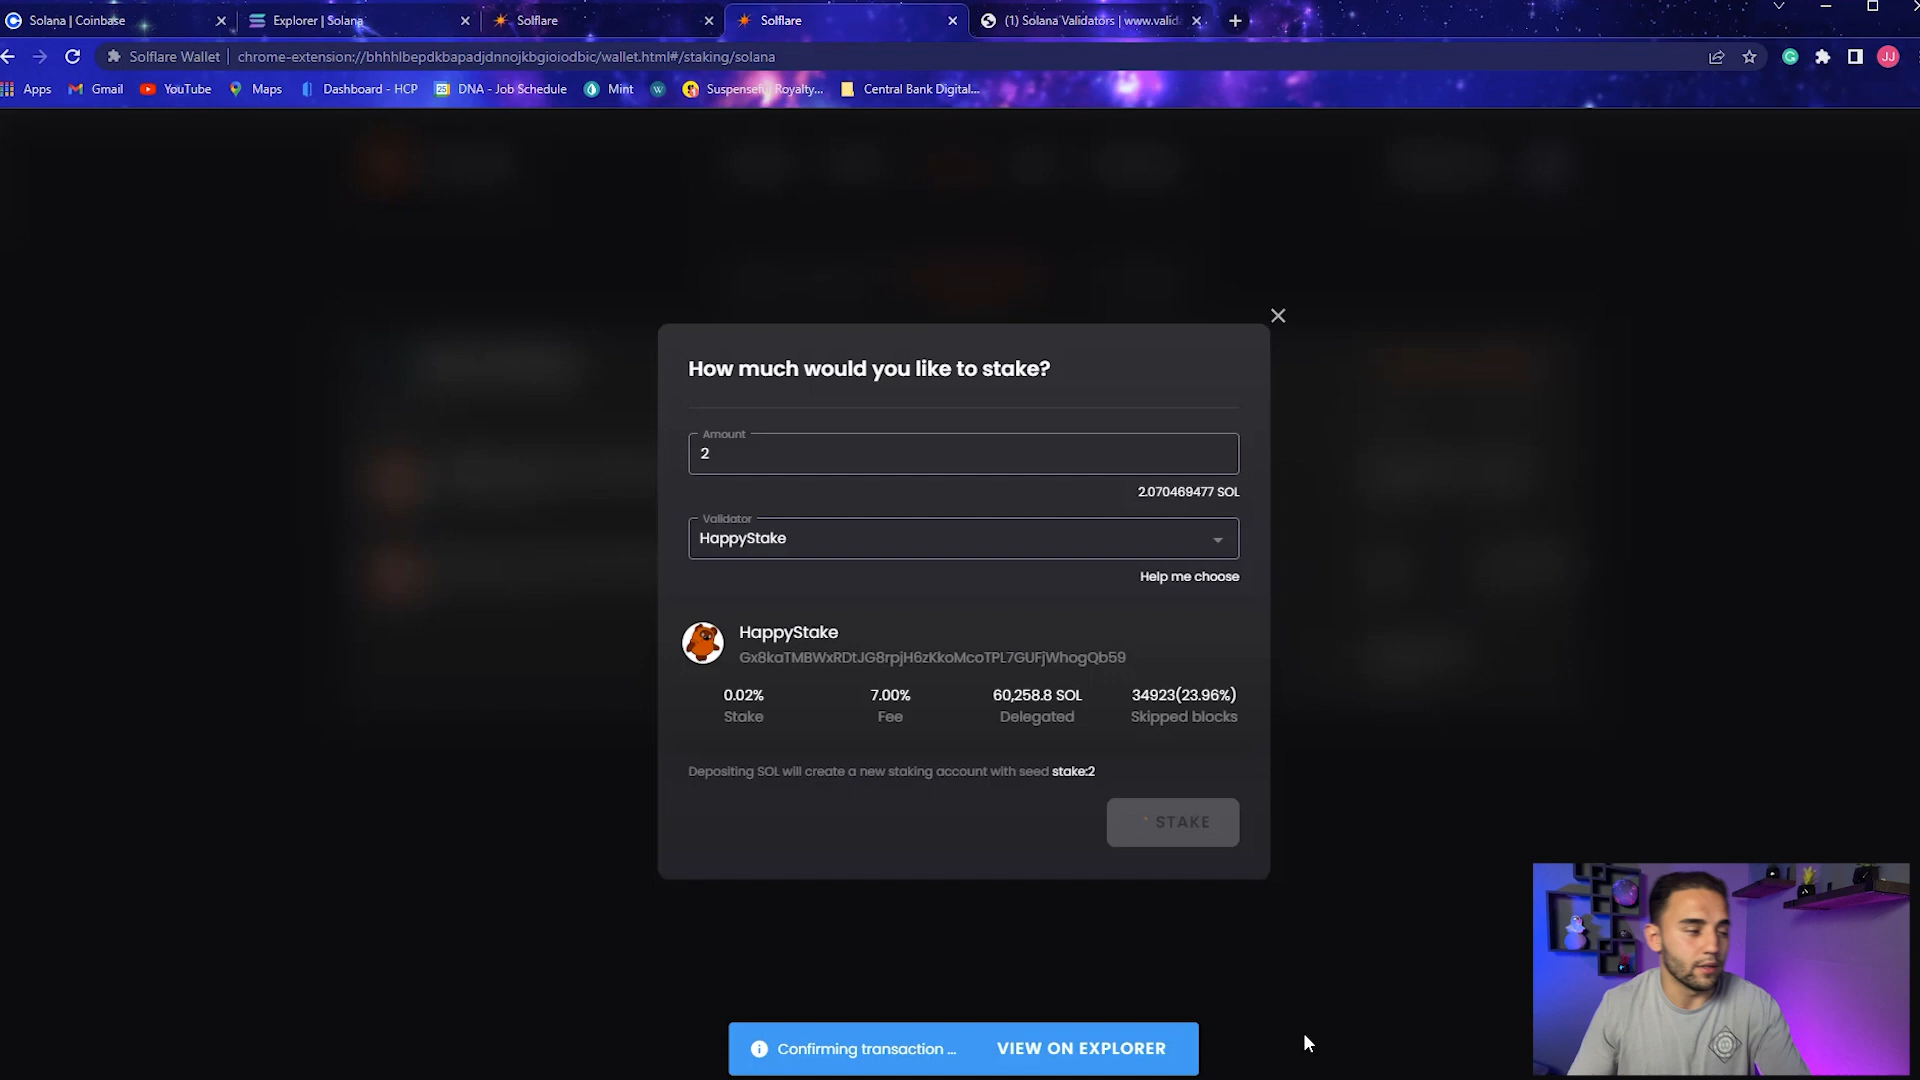 Solana | Coinbase
Explorer | Solana
Solflare
Solflare
(1) Solana Validators | www.valid
Solflare Wallet
chrome-extension://bhhhlbepdkbapadjdnnojkbgioiodbic/wallet.html#/staking/solana
JJ
Apps
Gmail
YouTube
Maps
Dashboard - HCP
DNA - Job Schedule
Mint
Suspenseful Royalty...
Central Bank Digital...
How much would you like to stake?
Amount
2
2.070469477 SOL
Validator
HappyStake
Help me choose
HappyStake
Gx8kaTMBWxRDtJG8rpjH6zKkoMcoTPL7GUFjWhogQb59
0.02% 7.00% 60,258.8 SOL 34923(23.96%)
Stake Fee Delegated Skipped blocks
Depositing SOL will create a new staking account with seed stake:2
STAKE
Confirming transaction ... VIEW ON EXPLORER